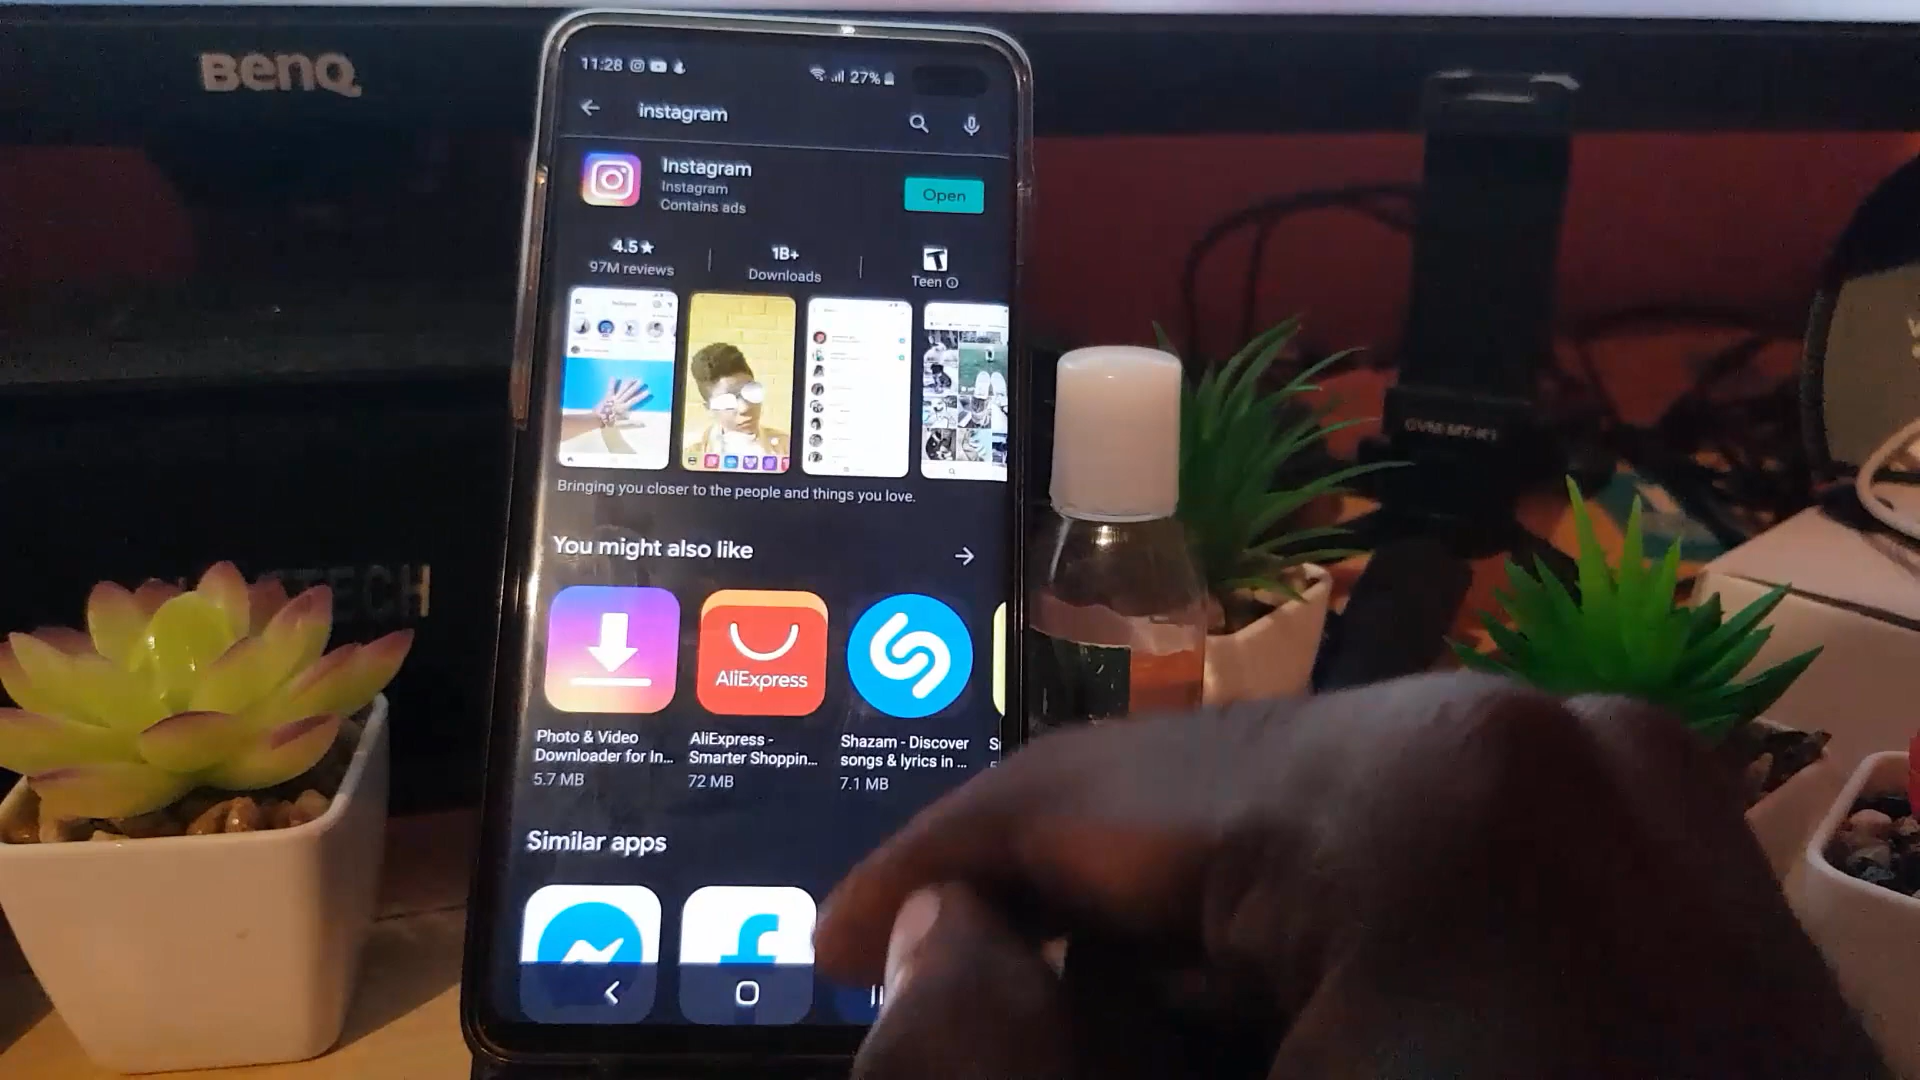 BenQ
11:28
27%
instagram
Instagram
Instagram
Contains ads
Open
4.5★
97M reviews
1B+
Downloads
T
Teen
Bringing you closer to the people and things you love.
You might also like
AliExpress
Photo & Video
Downloader for In...
5.7 MB
AliExpress -
Smarter Shoppin...
72 MB
Shazam - Discover
songs & lyrics in ...
7.1 MB
Similar apps